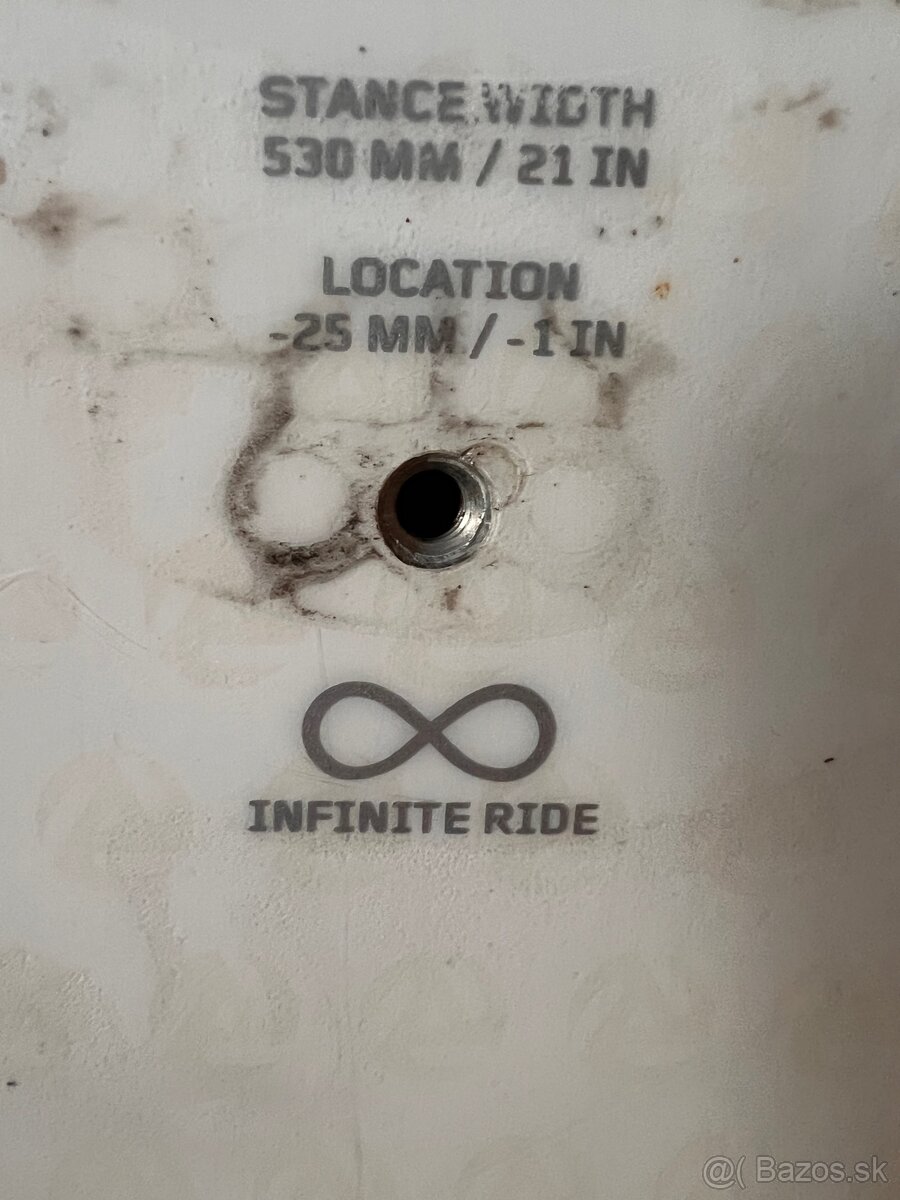 STANCE WIDTH
530 MM / 21 IN
LOCATION
-25 MM / -1 IN
INFINITE RIDE
@( Bazos.sk